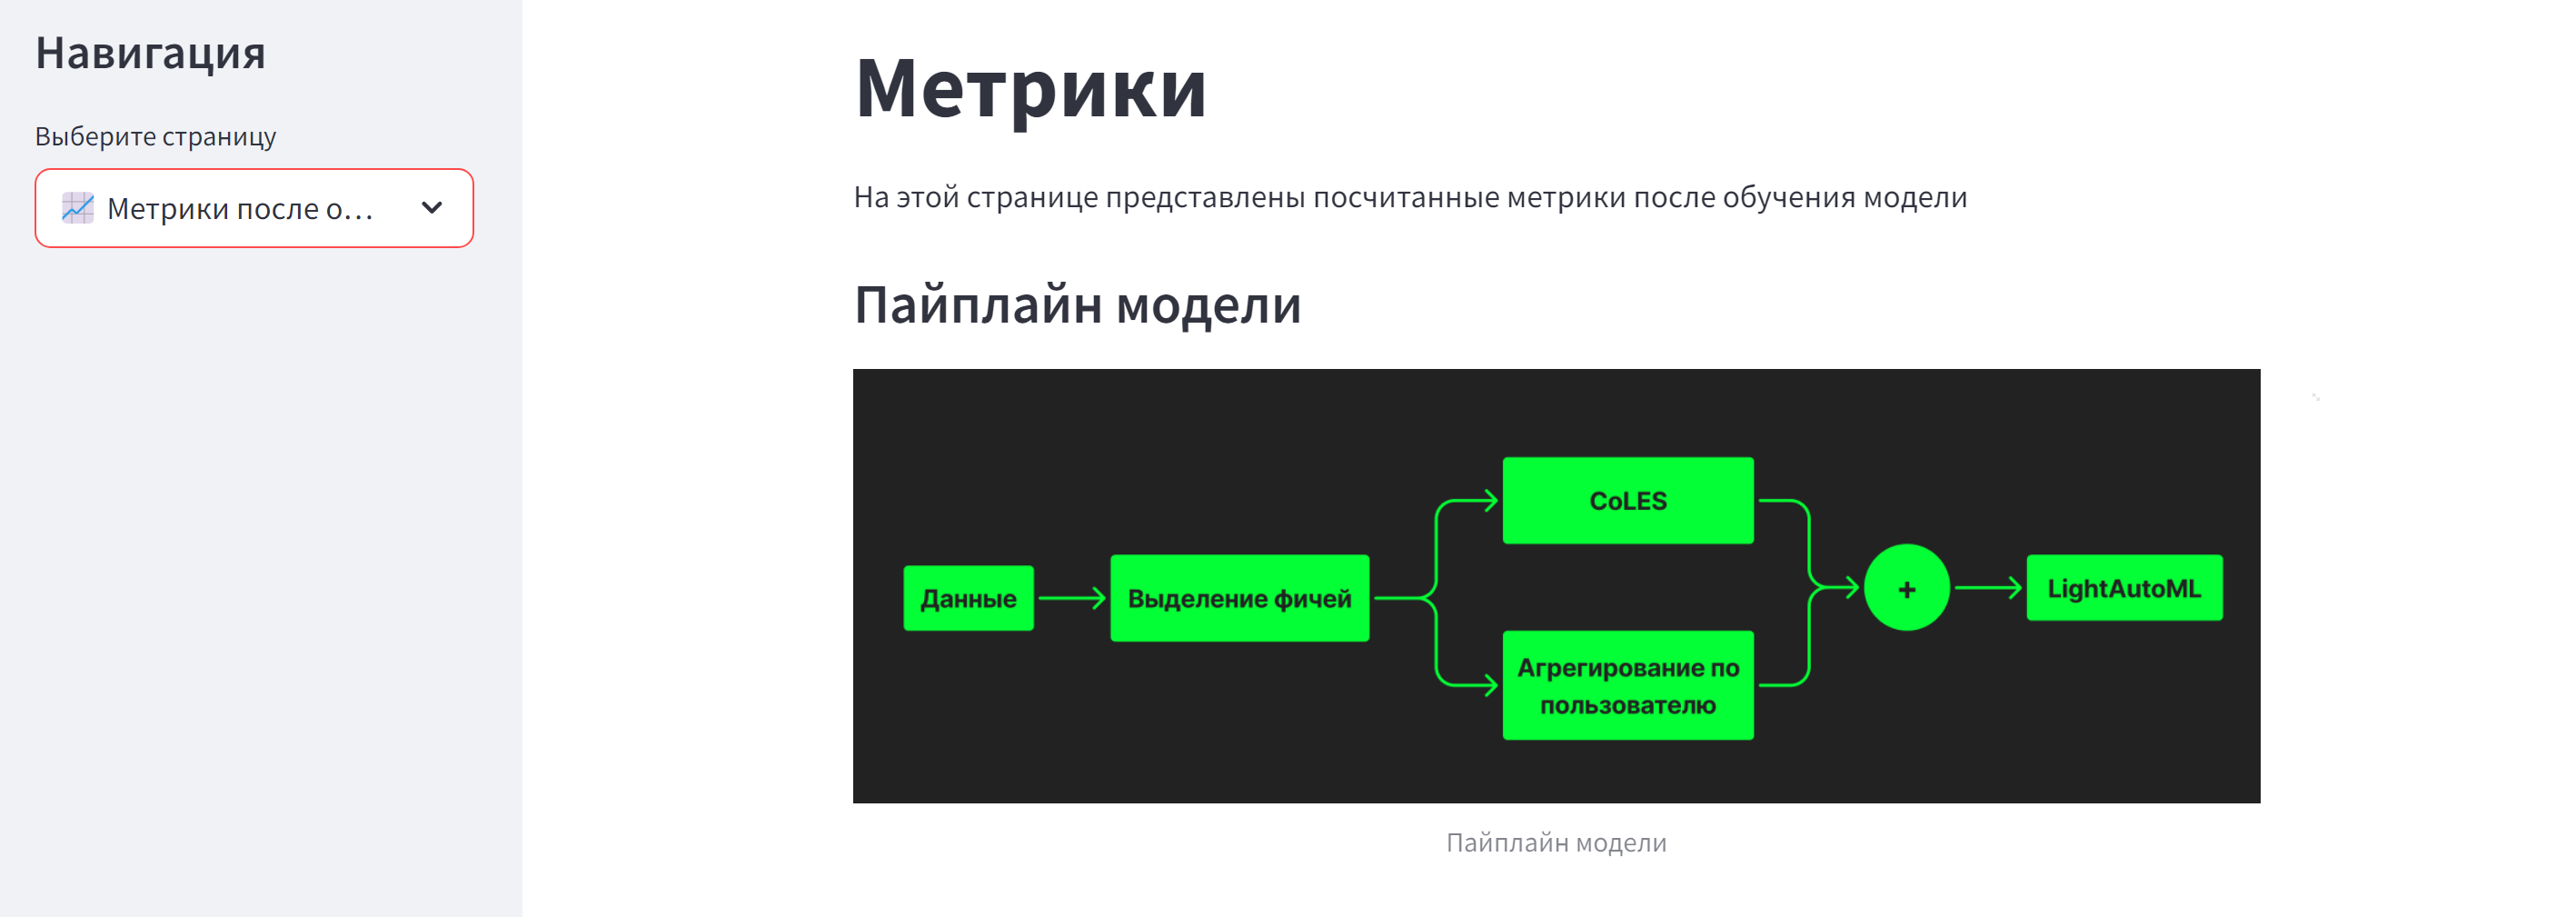 Навигация
Выберите страницу
Метрики после о...
Метрики
На этой странице представлены посчитанные метрики после обучения модели
Пайплайн модели
Данные
Выделение фичей
CoLES
Агрегирование по
пользователю
+
LightAutoML
Пайплайн модели